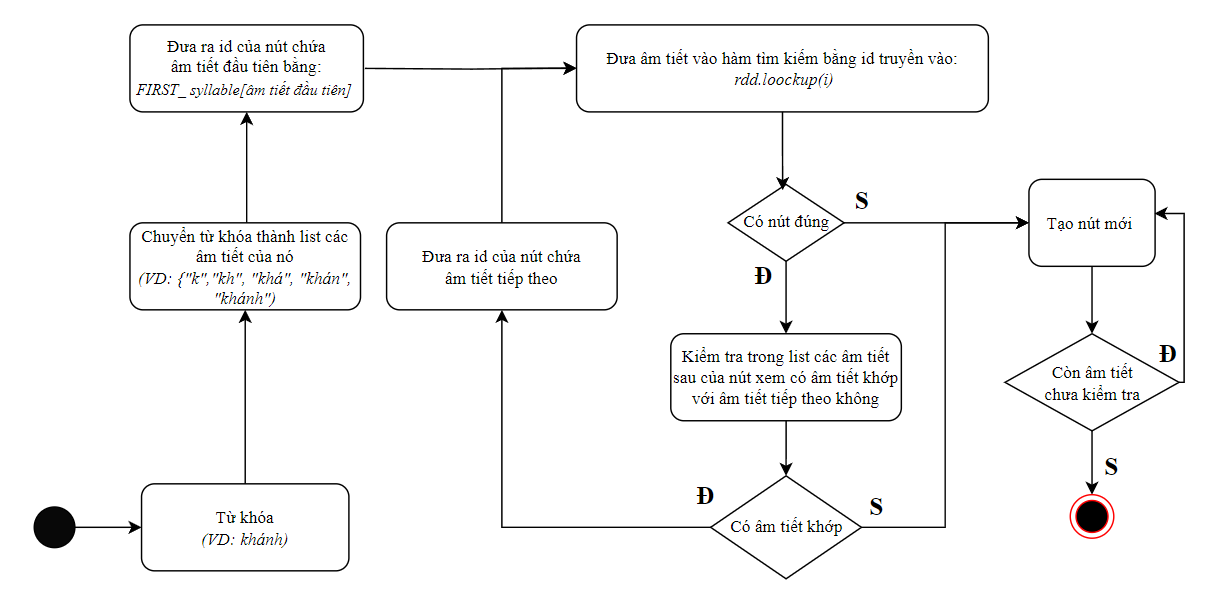 Đưa ra id của nút chứa
âm tiết đầu tiên bằng:
FIRST_ syllable[âm tiết đầu tiên]
Đưa âm tiết vào hàm tìm kiếm bằng id truyền vào:
rdd.loockup(i)
Chuyển từ khóa thành list các
âm tiết của nó
(VD: {"k","kh", "khá", "khán",
"khánh")
Đưa ra id của nút chứa
âm tiết tiếp theo
Có nút đúng
S
Đ
Tạo nút mới
Kiểm tra trong list các âm tiết
sau của nút xem có âm tiết khớp
với âm tiết tiếp theo không
Còn âm tiết
chưa kiểm tra
Đ
S
Từ khóa
(VD: khánh)
Đ
Có âm tiết khớp
S